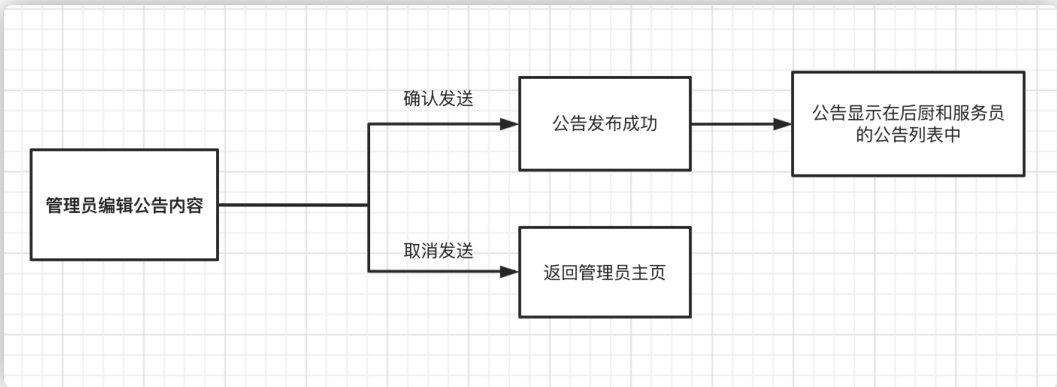 管理员编辑公告内容
确认发送
公告发布成功
公告显示在后厨和服务员
的公告列表中
取消发送
返回管理员主页